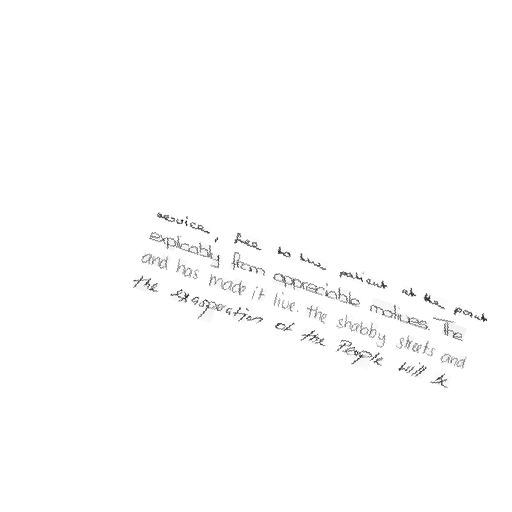 service, free to the patient at the point
explicably from appreciable motives. The
and has made it live. the shabby streets and
the exasperation of the People will be